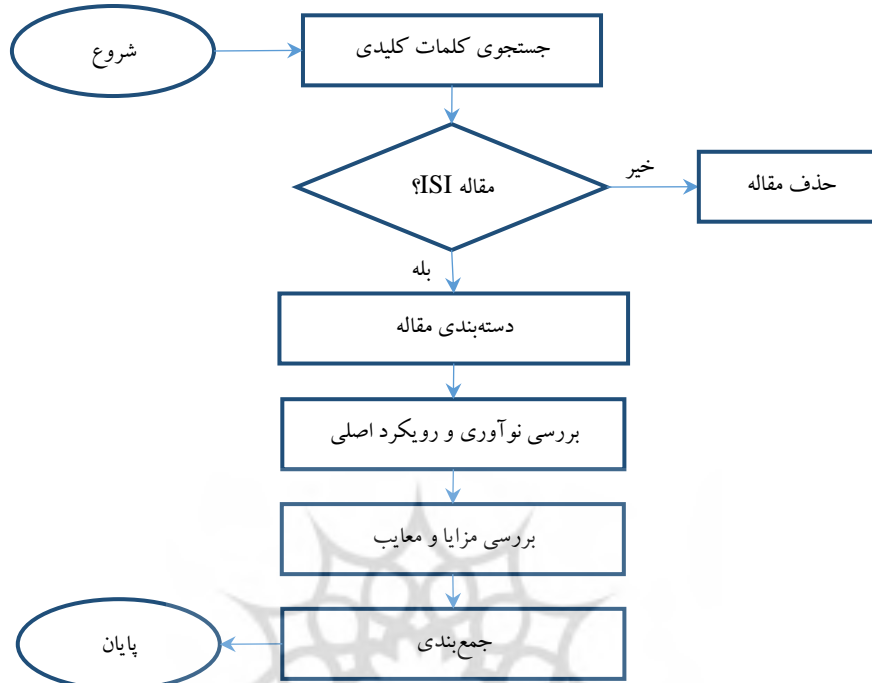 شروع
جستجوی کلمات کلیدی
مقاله ISI؟
خیر
حذف مقاله
بله
دسته‌بندی مقاله
بررسی نوآوری و رویکرد اصلی
بررسی مزایا و معایب
جمع‌بندی
پایان